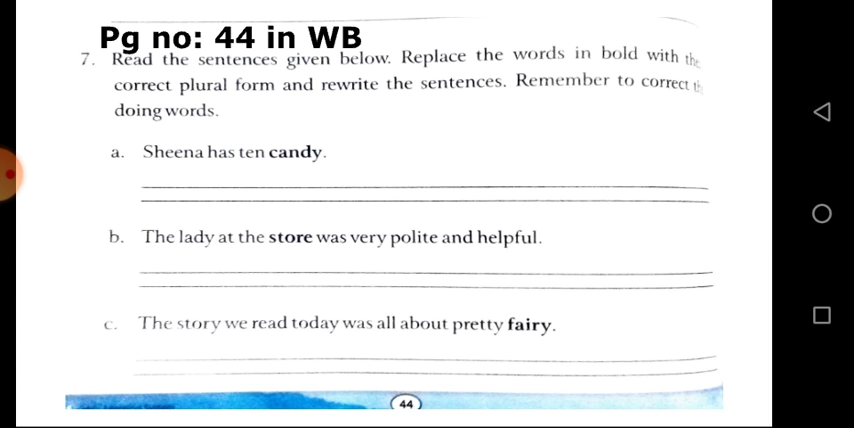 Pg no: 44 in WB
7. Read the sentences given below. Replace the words in bold with the
correct plural form and rewrite the sentences. Remember to correct th
doing words.
a. Sheena has ten candy.
b. The lady at the store was very polite and helpful.
c. The story we read today was all about pretty fairy.
44